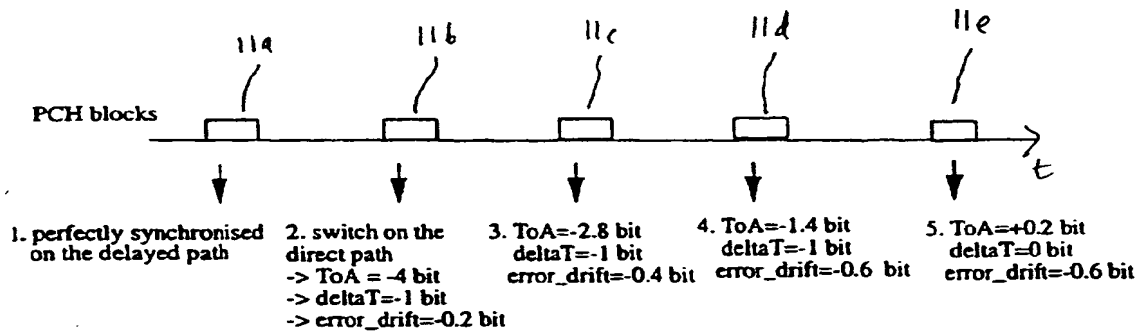 11a
11b
11c
11d
11e
PCH blocks
t
1. perfectly synchronised
on the delayed path
2. switch on the
direct path
-> ToA = -4 bit
-> deltaT=-1 bit
-> error_drift=-0.2 bit
3. ToA=-2.8 bit
deltaT=-1 bit
error_drift=-0.4 bit
4. ToA=-1.4 bit
deltaT=-1 bit
error_drift=-0.6 bit
5. ToA=+0.2 bit
deltaT=0 bit
error_drift=-0.6 bit